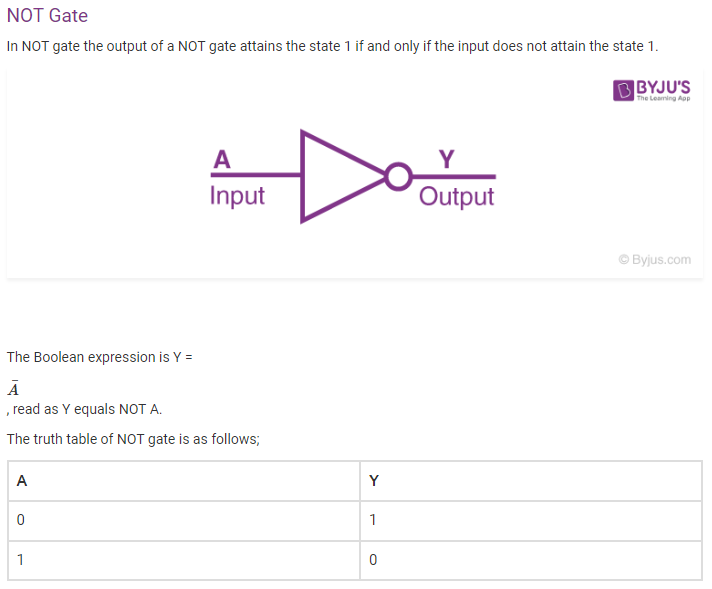 NOT Gate
In NOT gate the output of a NOT gate attains the state 1 if and only if the input does not attain the state 1.
BYJU'S
The Learning App
A
Y
Input
Output
© Byjus.com
The Boolean expression is Y =
Ā
, read as Y equals NOT A.
The truth table of NOT gate is as follows;
A Y
0 1
1 0